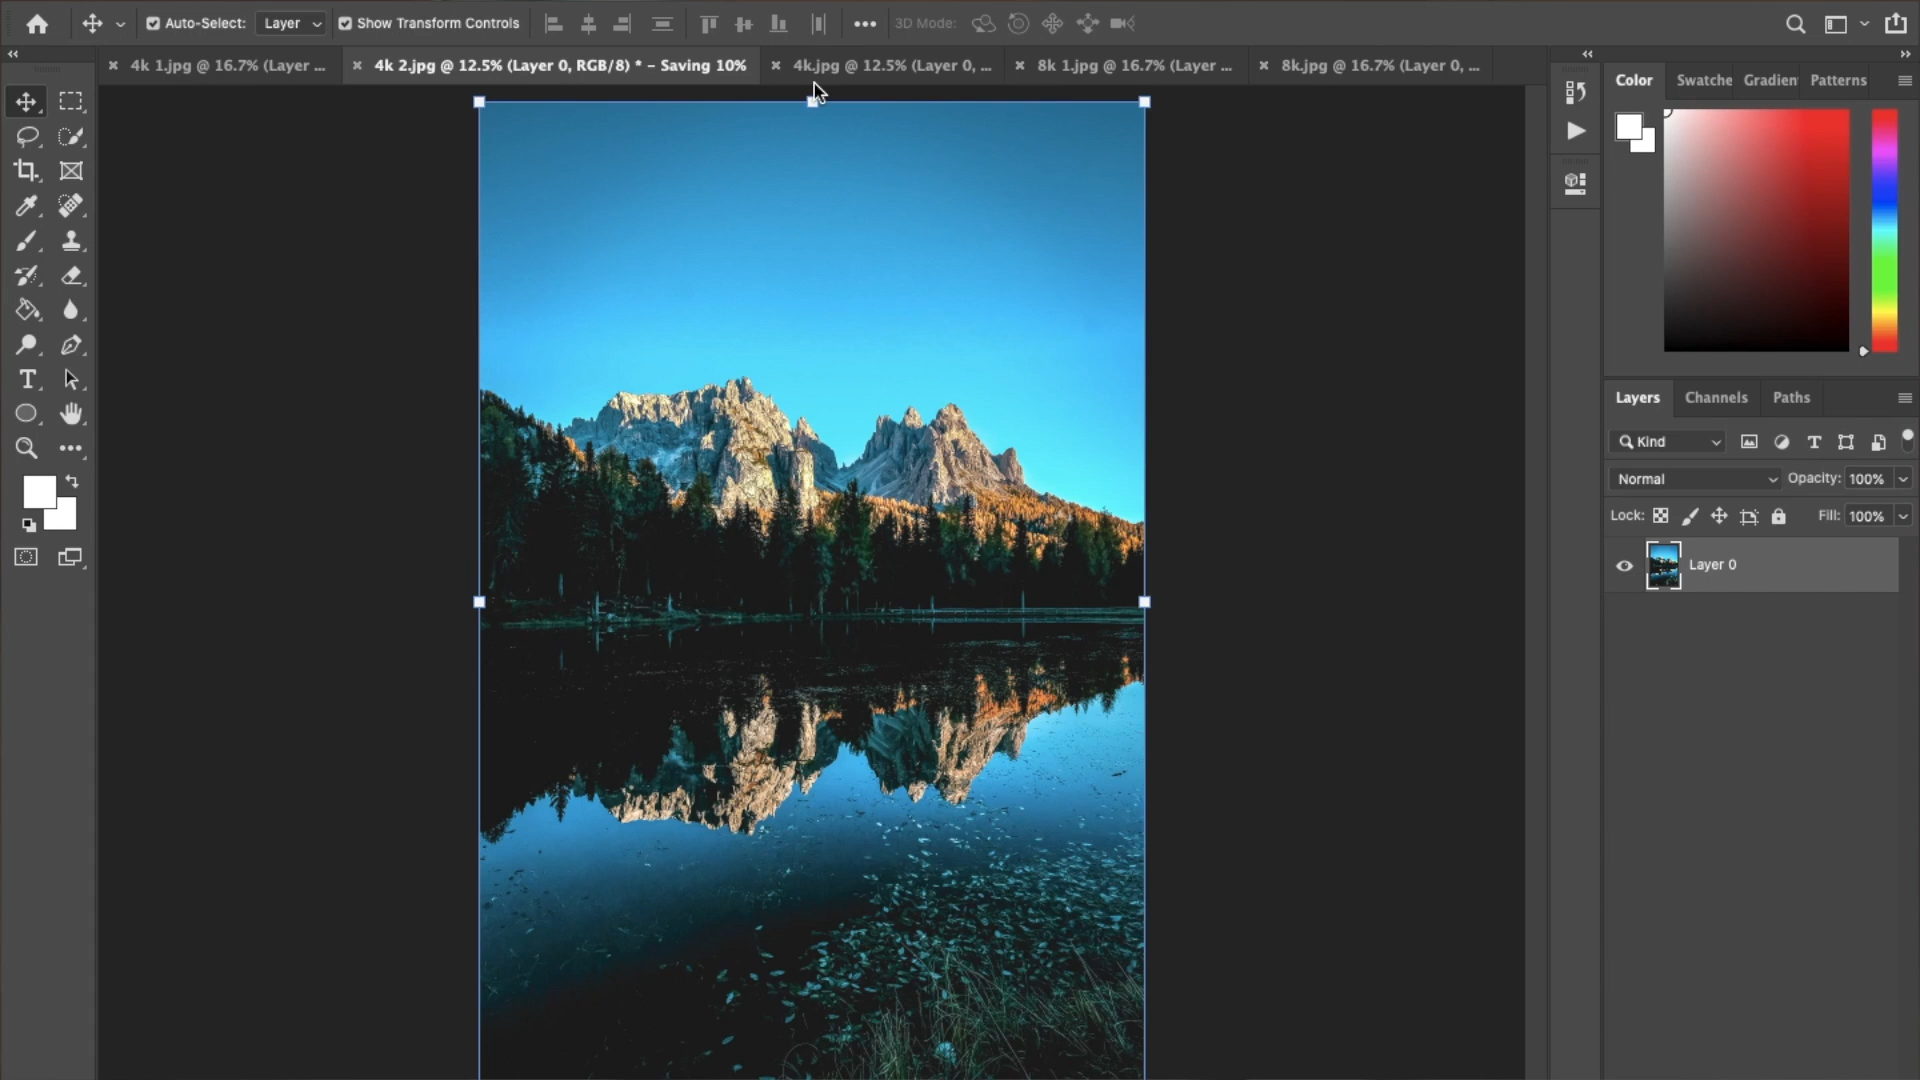 Auto-Select: Layer Show Transform Controls 3D Mode:
4k 1.jpg @ 16.7% (Layer ... 4k 2.jpg @ 12.5% (Layer 0, RGB/8) * – Saving 10% 4k.jpg @ 12.5% (Layer 0, ... 8k 1.jpg @ 16.7% (Layer ... 8k.jpg @ 16.7% (Layer 0, ...
Color Swatche Gradien Patterns
Layers Channels Paths
Kind
Normal Opacity: 100%
Lock: Fill: 100%
Layer 0